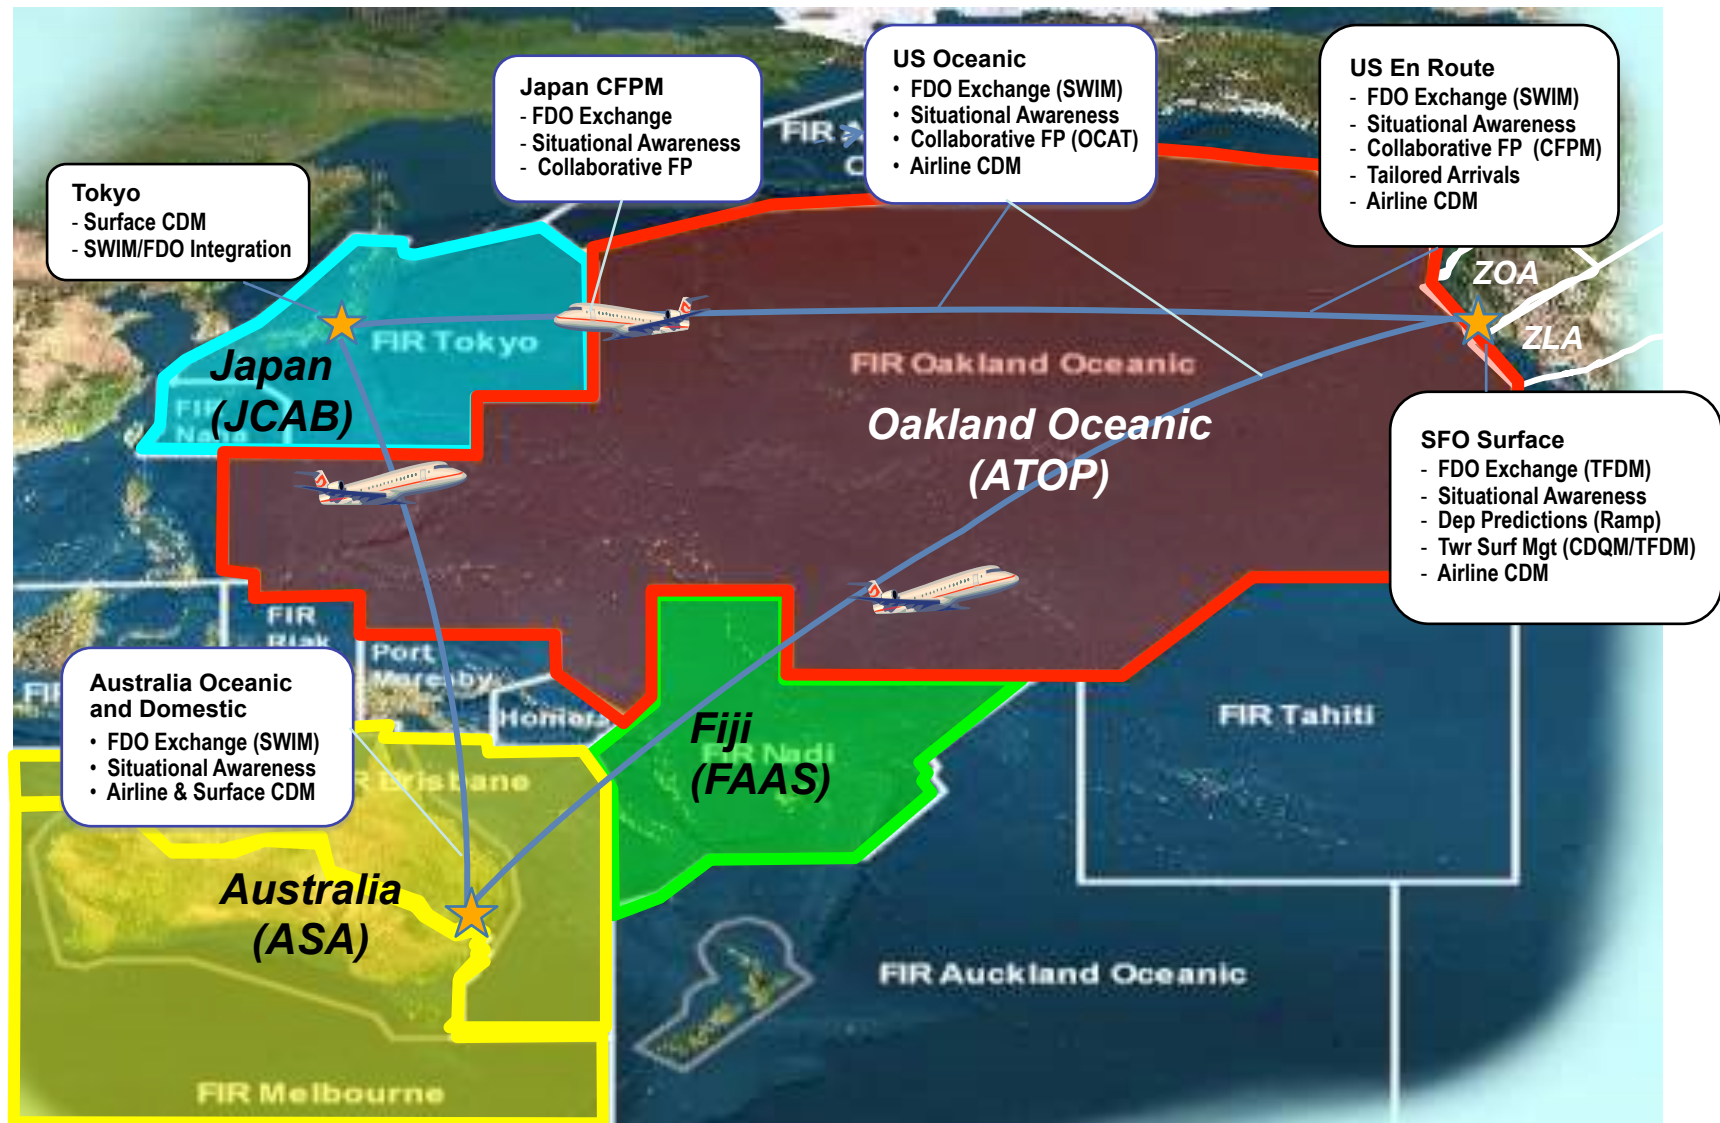 Japan CFPM
- FDO Exchange
- Situational Awareness
- Collaborative FP
US Oceanic
• FDO Exchange (SWIM)
• Situational Awareness
• Collaborative FP (OCAT)
• Airline CDM
US En Route
- FDO Exchange (SWIM)
- Situational Awareness
- Collaborative FP (CFPM)
- Tailored Arrivals
- Airline CDM
Tokyo
- Surface CDM
- SWIM/FDO Integration
FIR
ZOA
ZLA
FIR Tokyo
Japan
(JCAB)
FIR Oakland Oceanic
Oakland Oceanic
(ATOP)
SFO Surface
- FDO Exchange (TFDM)
- Situational Awareness
- Dep Predictions (Ramp)
- Twr Surf Mgt (CDQM/TFDM)
- Airline CDM
FIR
Port
Moresby
Australia Oceanic
and Domestic
• FDO Exchange (SWIM)
• Situational Awareness
• Airline & Surface CDM
Fiji
(FAAS)
FIR Nadi
FIR Tahiti
Brisbane
Australia
(ASA)
FIR Auckland Oceanic
FIR Melbourne